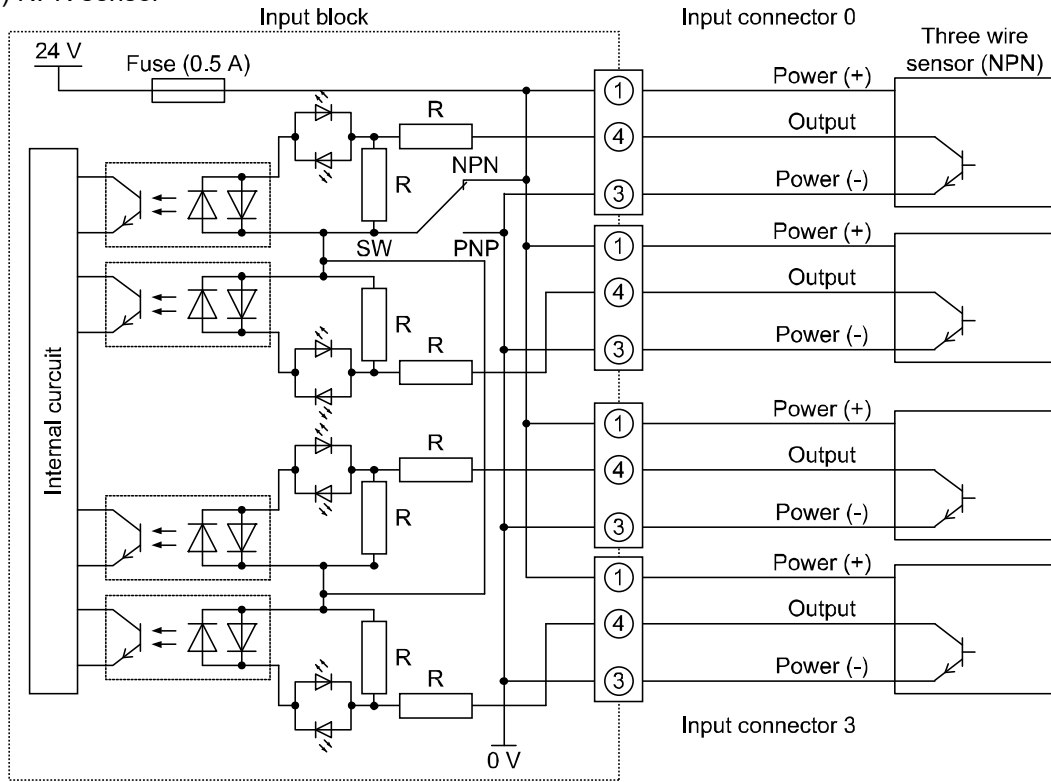 ) NPN sensor
Input block
Input connector 0
24 V
Fuse (0.5 A)
Three wire
sensor (NPN)
1
Power (+)
R
4
Output
NPN
R
3
Power (-)
SW
PNP
1
Power (+)
R
4
Output
R
3
Power (-)
Internal curcuit
1
Power (+)
R
4
Output
R
3
Power (-)
1
Power (+)
4
Output
R
R
3
Power (-)
Input connector 3
0 V